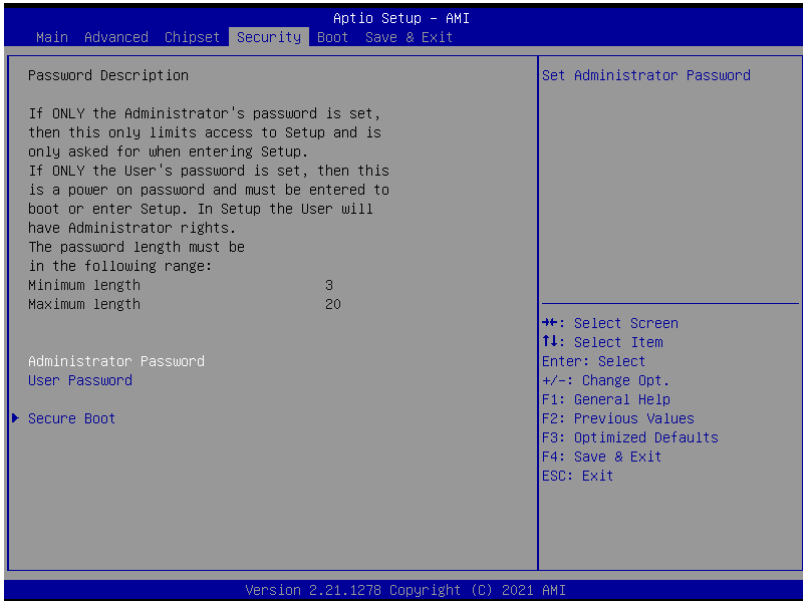 Aptio Setup – AMI
Main Advanced Chipset Security Boot Save & Exit
Password Description
If ONLY the Administrator's password is set,
then this only limits access to Setup and is
only asked for when entering Setup.
If ONLY the User's password is set, then this
is a power on password and must be entered to
boot or enter Setup. In Setup the User will
have Administrator rights.
The password length must be
in the following range:
Minimum length 3
Maximum length 20
Administrator Password
User Password
Secure Boot
Set Administrator Password
→←: Select Screen
↑↓: Select Item
Enter: Select
+/-: Change Opt.
F1: General Help
F2: Previous Values
F3: Optimized Defaults
F4: Save & Exit
ESC: Exit
Version 2.21.1278 Copyright (C) 2021 AMI